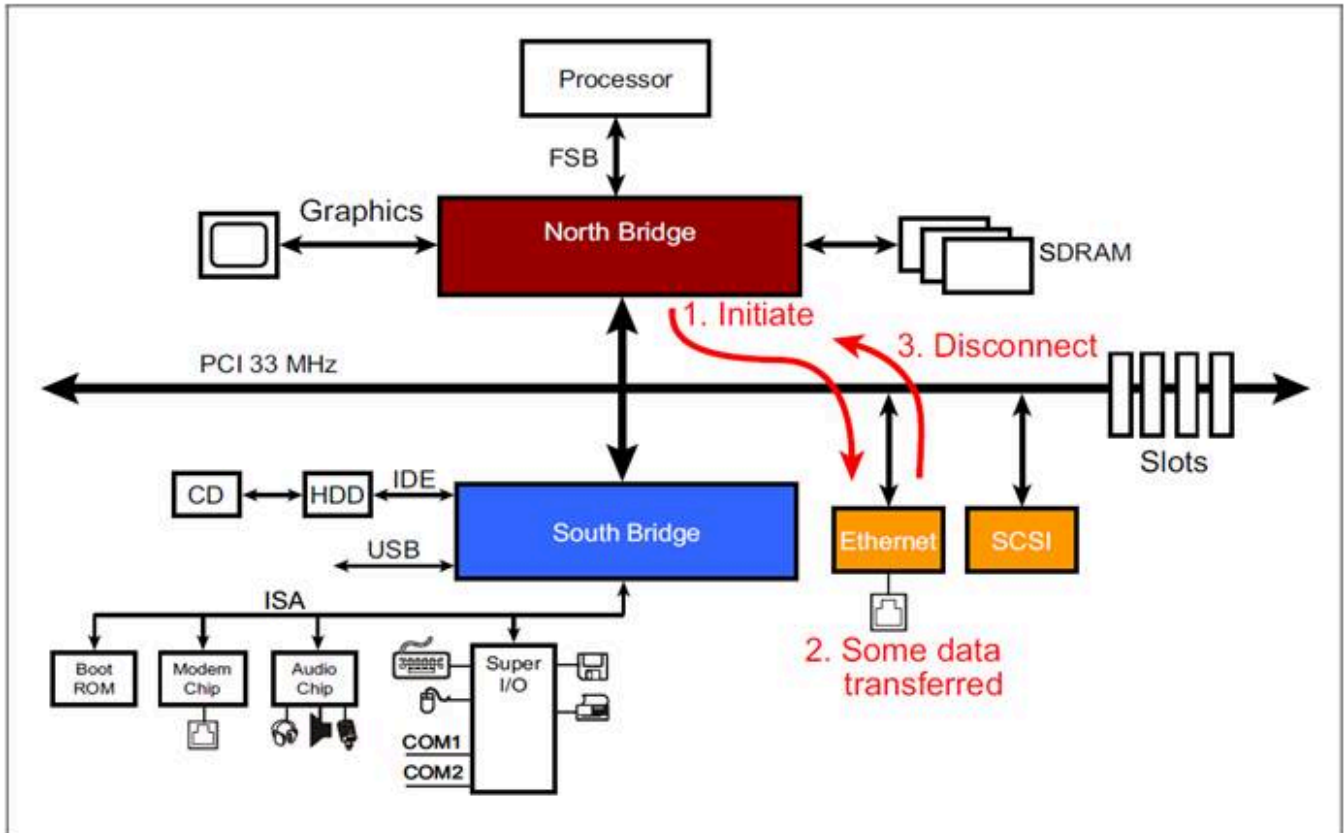 Processor
FSB
Graphics
North Bridge
SDRAM
1. Initiate
3. Disconnect
PCI 33 MHz
Slots
CD
HDD
IDE
South Bridge
Ethernet
SCSI
USB
ISA
2. Some data
transferred
Boot
ROM
Modem
Chip
Audio
Chip
Super
I/O
COM1
COM2